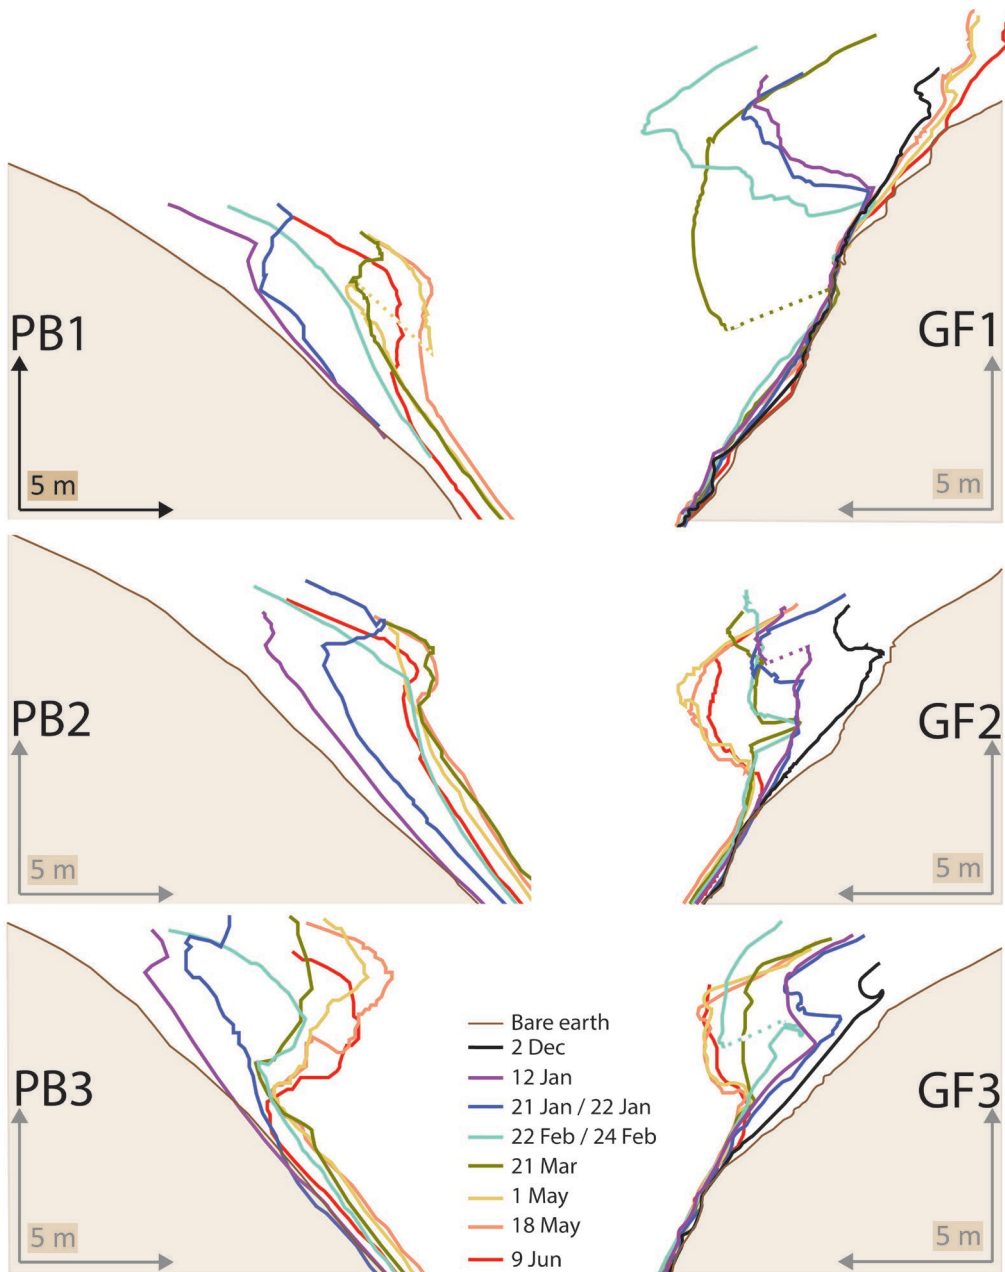 PB1
5 m
GF1
5 m
PB2
5 m
GF2
5 m
PB3
5 m
Bare earth
2 Dec
12 Jan
21 Jan / 22 Jan
22 Feb / 24 Feb
21 Mar
1 May
18 May
9 Jun
GF3
5 m